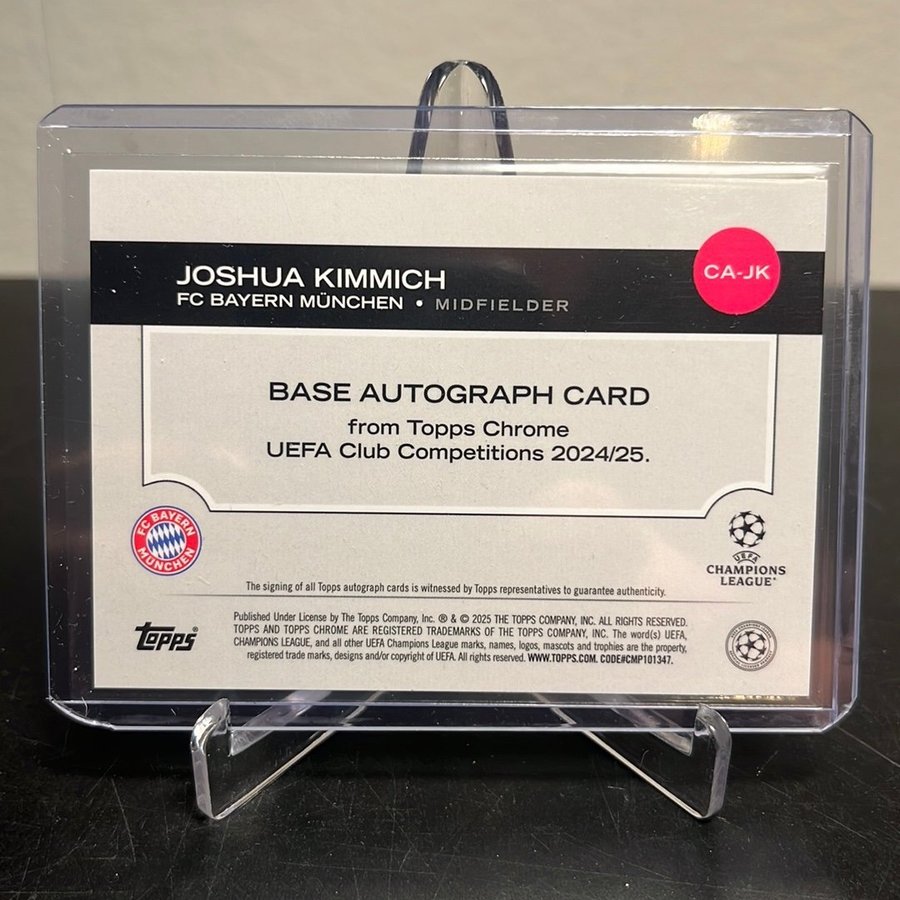 JOSHUA KIMMICH
FC BAYERN MÜNCHEN • MIDFIELDER
CA-JK
BASE AUTOGRAPH CARD
from Topps Chrome
UEFA Club Competitions 2024/25.
FC BAYERN
MÜNCHEN
UEFA
CHAMPIONS
LEAGUE®
The signing of all Topps autograph cards is witnessed by Topps representatives to guarantee authenticity.
topps®
Published Under License by The Topps Company, Inc. ® & © 2025 THE TOPPS COMPANY, INC. ALL RIGHTS RESERVED.
TOPPS AND TOPPS CHROME ARE REGISTERED TRADEMARKS OF THE TOPPS COMPANY, INC. The word(s) UEFA,
CHAMPIONS LEAGUE, and all other UEFA Champions League marks, names, logos, mascots and trophies are the property,
registered trade marks, designs and/or copyright of UEFA. All rights reserved. WWW.TOPPS.COM. CODE#CMP101347.